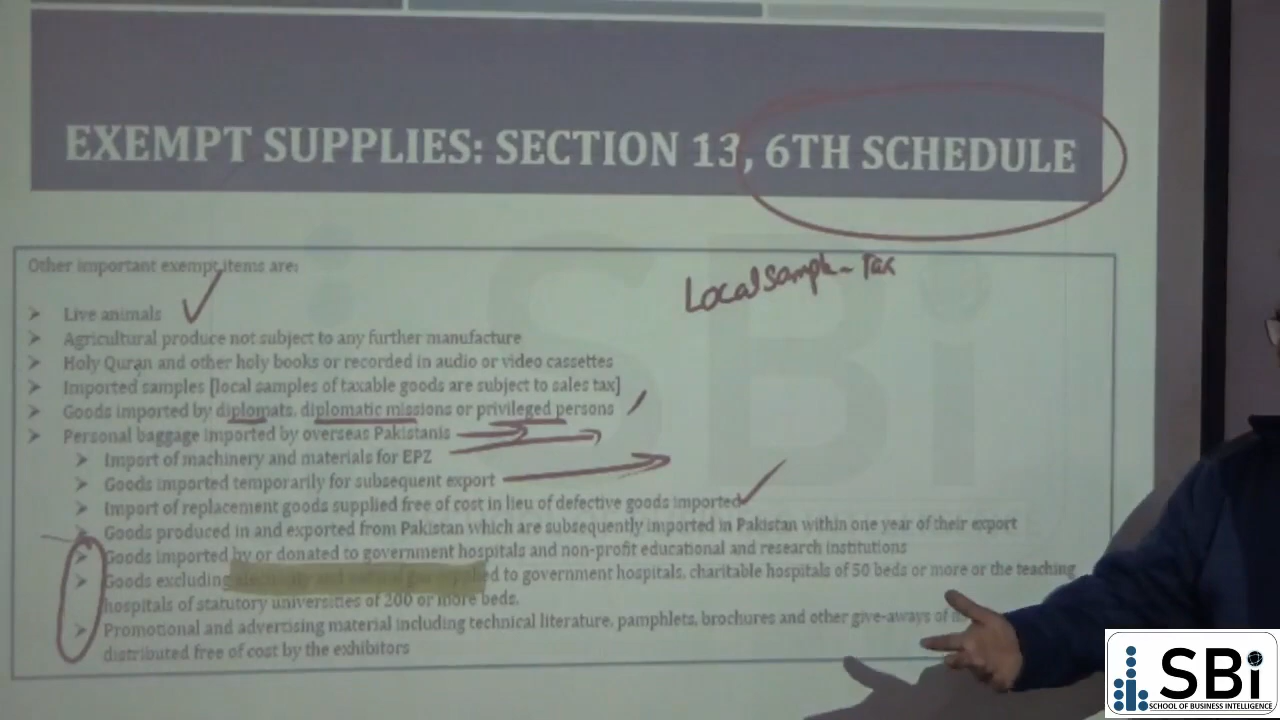 EXEMPT SUPPLIES: SECTION 13, 6TH SCHEDULE
Other important exempt items are:
Local Sample - Tax
➤ Live animals
➤ Agricultural produce not subject to any further manufacture
➤ Holy Quran and other holy books or recorded in audio or video cassettes
➤ Imported samples [local samples of taxable goods are subject to sales tax]
➤ Goods imported by diplomats, diplomatic missions or privileged persons
➤ Personal baggage imported by overseas Pakistanis
➤ Import of machinery and materials for EPZ
➤ Goods imported temporarily for subsequent export
➤ Import of replacement goods supplied free of cost in lieu of defective goods imported
➤ Goods produced in and exported from Pakistan which are subsequently imported in Pakistan within one year of their export
➤ Goods imported by or donated to government hospitals and non-profit educational and research institutions
➤ Goods excluding electricity and natural gas supplied to government hospitals, charitable hospitals of 50 beds or more or the teaching
hospitals of statutory universities of 200 or more beds.
➤ Promotional and advertising material including technical literature, pamphlets, brochures and other give-aways of
distributed free of cost by the exhibitors
SBi
SBi
SCHOOL OF BUSINESS INTELLIGENCE